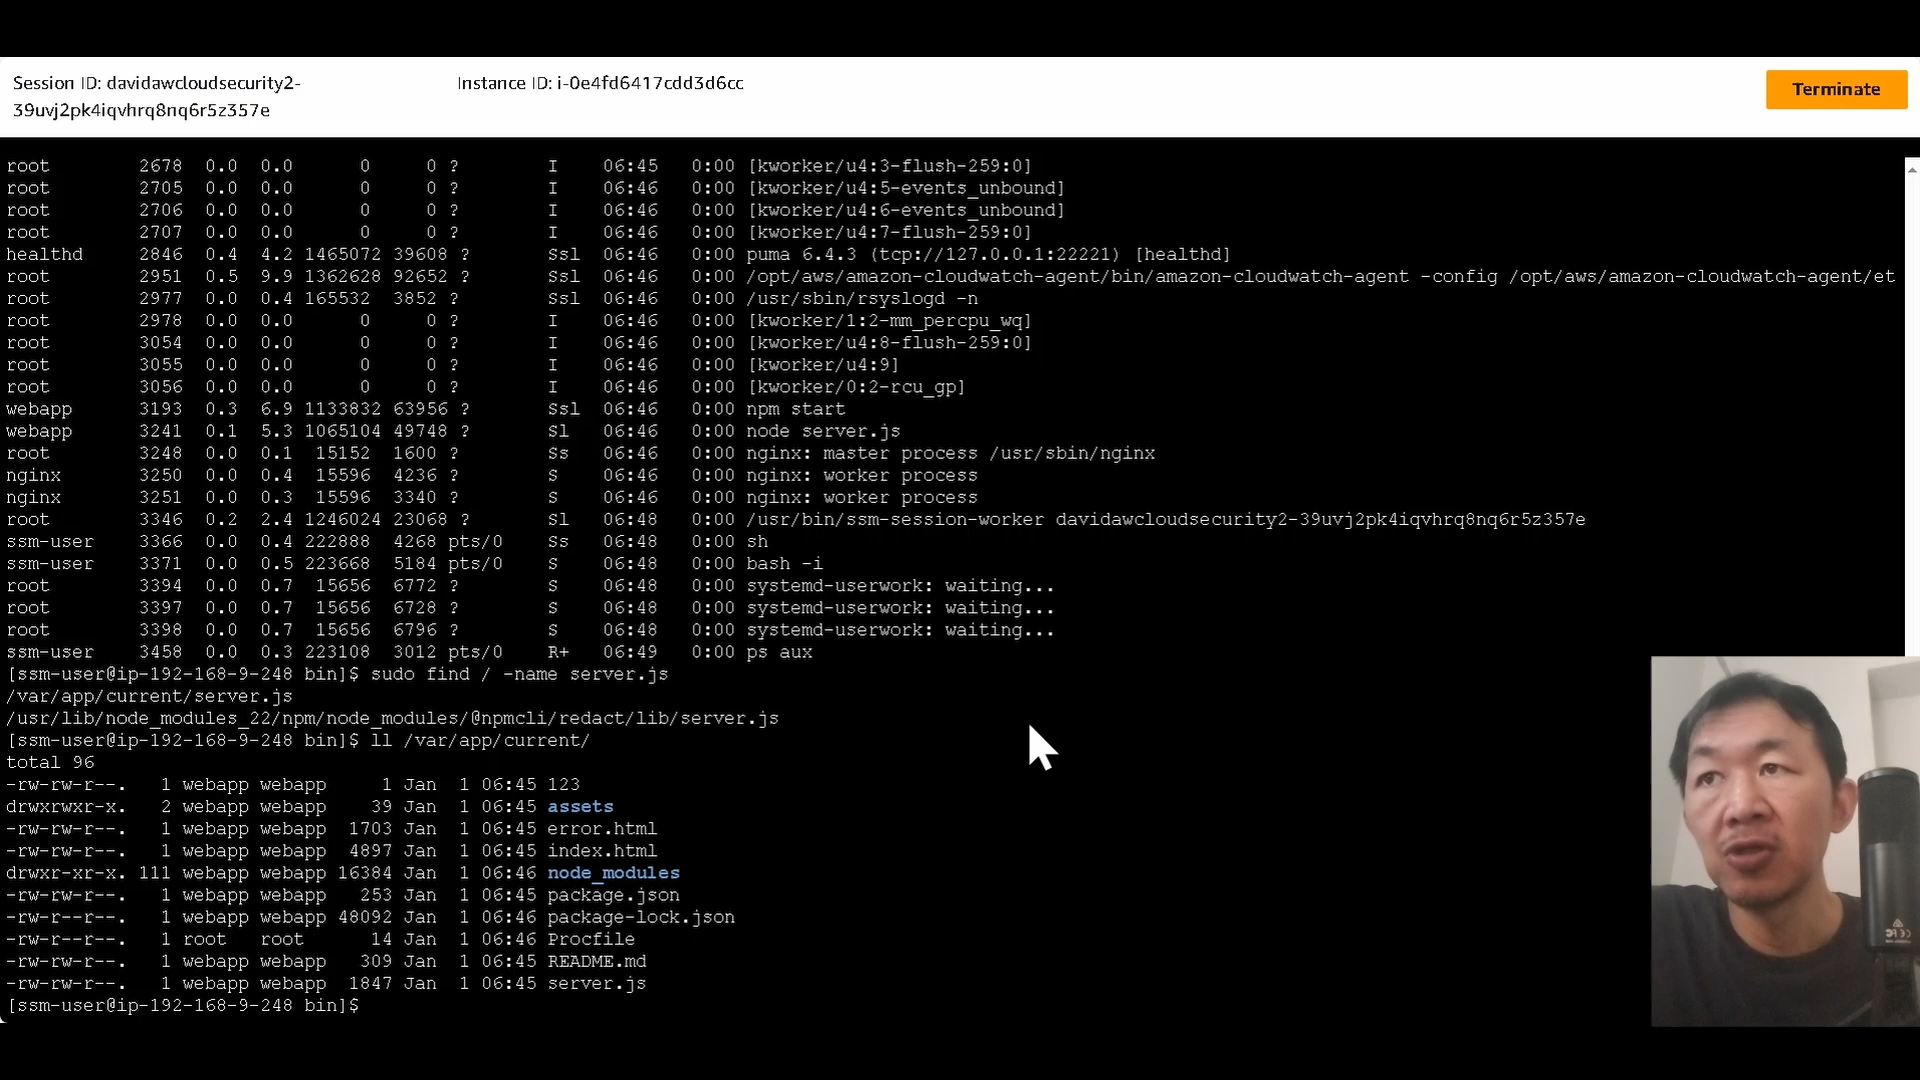 Session ID: davidawcloudsecurity2-
39uvj2pk4iqvhrq8nq6r5z357e
Instance ID: i-0e4fd6417cdd3d6cc
Terminate
root 2678 0.0 0.0 0 0 ? I 06:45 0:00 [kworker/u4:3-flush-259:0]
root 2705 0.0 0.0 0 0 ? I 06:46 0:00 [kworker/u4:5-events_unbound]
root 2706 0.0 0.0 0 0 ? I 06:46 0:00 [kworker/u4:6-events_unbound]
root 2707 0.0 0.0 0 0 ? I 06:46 0:00 [kworker/u4:7-flush-259:0]
healthd 2846 0.4 4.2 1465072 39608 ? Ssl 06:46 0:00 puma 6.4.3 (tcp://127.0.0.1:22221) [healthd]
root 2951 0.5 9.9 1362628 92652 ? Ssl 06:46 0:00 /opt/aws/amazon-cloudwatch-agent/bin/amazon-cloudwatch-agent -config /opt/aws/amazon-cloudwatch-agent/et
root 2977 0.0 0.4 165532 3852 ? Ssl 06:46 0:00 /usr/sbin/rsyslogd -n
root 2978 0.0 0.0 0 0 ? I 06:46 0:00 [kworker/1:2-mm_percpu_wq]
root 3054 0.0 0.0 0 0 ? I 06:46 0:00 [kworker/u4:8-flush-259:0]
root 3055 0.0 0.0 0 0 ? I 06:46 0:00 [kworker/u4:9]
root 3056 0.0 0.0 0 0 ? I 06:46 0:00 [kworker/0:2-rcu_gp]
webapp 3193 0.3 6.9 1133832 63956 ? Ssl 06:46 0:00 npm start
webapp 3241 0.1 5.3 1065104 49748 ? Sl 06:46 0:00 node server.js
root 3248 0.0 0.1 15152 1600 ? Ss 06:46 0:00 nginx: master process /usr/sbin/nginx
nginx 3250 0.0 0.4 15596 4236 ? S 06:46 0:00 nginx: worker process
nginx 3251 0.0 0.3 15596 3340 ? S 06:46 0:00 nginx: worker process
root 3346 0.2 2.4 1246024 23068 ? Sl 06:48 0:00 /usr/bin/ssm-session-worker davidawcloudsecurity2-39uvj2pk4iqvhrq8nq6r5z357e
ssm-user 3366 0.0 0.4 222888 4268 pts/0 Ss 06:48 0:00 sh
ssm-user 3371 0.0 0.5 223668 5184 pts/0 S 06:48 0:00 bash -i
root 3394 0.0 0.7 15656 6772 ? S 06:48 0:00 systemd-userwork: waiting...
root 3397 0.0 0.7 15656 6728 ? S 06:48 0:00 systemd-userwork: waiting...
root 3398 0.0 0.7 15656 6796 ? S 06:48 0:00 systemd-userwork: waiting...
ssm-user 3458 0.0 0.3 223108 3012 pts/0 R+ 06:49 0:00 ps aux
[ssm-user@ip-192-168-9-248 bin]$ sudo find / -name server.js
/var/app/current/server.js
/usr/lib/node_modules_22/npm/node_modules/@npmcli/redact/lib/server.js
[ssm-user@ip-192-168-9-248 bin]$ ll /var/app/current/
total 96
-rw-rw-r--. 1 webapp webapp 1 Jan 1 06:45 123
drwxrwxr-x. 2 webapp webapp 39 Jan 1 06:45 assets
-rw-rw-r--. 1 webapp webapp 1703 Jan 1 06:45 error.html
-rw-rw-r--. 1 webapp webapp 4897 Jan 1 06:45 index.html
drwxr-xr-x. 111 webapp webapp 16384 Jan 1 06:46 node_modules
-rw-rw-r--. 1 webapp webapp 253 Jan 1 06:45 package.json
-rw-r--r--. 1 webapp webapp 48092 Jan 1 06:46 package-lock.json
-rw-r--r--. 1 root root 14 Jan 1 06:46 Procfile
-rw-rw-r--. 1 webapp webapp 309 Jan 1 06:45 README.md
-rw-rw-r--. 1 webapp webapp 1847 Jan 1 06:45 server.js
[ssm-user@ip-192-168-9-248 bin]$